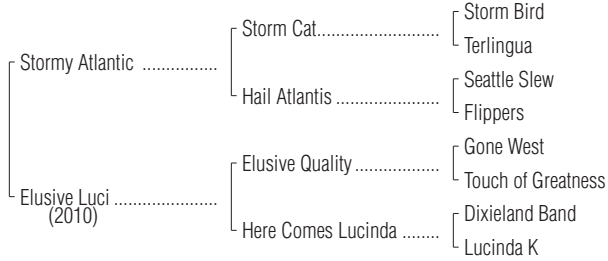 Storm Bird
Storm Cat..............................
Terlingua
Stormy Atlantic ..................
Seattle Slew
Hail Atlantis .........................
Flippers
Gone West
Elusive Quality ....................
Touch of Greatness
Elusive Luci .........................
(2010)
Dixieland Band
Here Comes Lucinda .........
Lucinda K